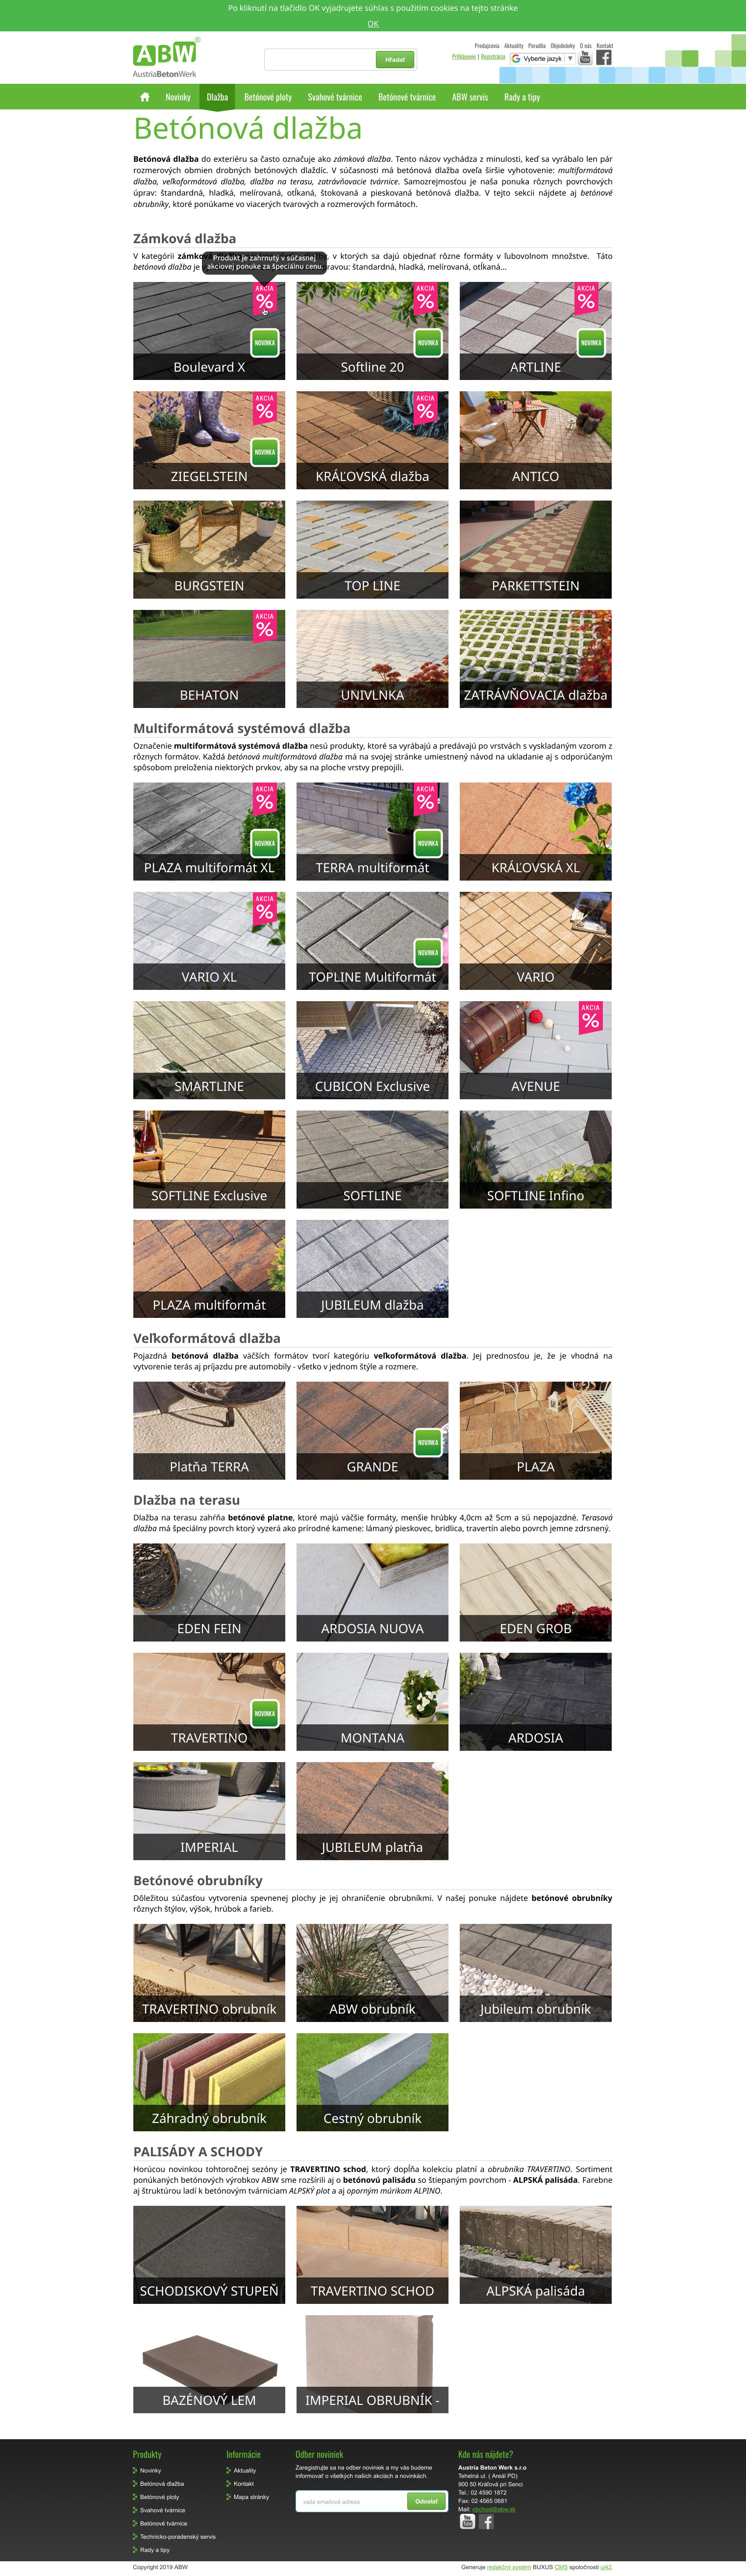 Po kliknutí na tlačidlo OK vyjadrujete súhlas s použitím cookies na tejto stránke
OK
ABW®
AustriaBetonWerk
Hľadať
Predajcovia Aktuality Poradňa Objednávky O nás Kontakt
Prihlásenie | Registrácia
Vyberte jazyk ▼
Novinky Dlažba Betónové ploty Svahové tvárnice Betónové tvárnice ABW servis Rady a tipy
Betónová dlažba
Betónová dlažba do exteriéru sa často označuje ako zámková dlažba. Tento názov vychádza z minulosti, keď sa vyrábalo len pár
rozmerových obmien drobných betónových dlaždíc. V súčasnosti má betónová dlažba oveľa širšie vyhotovenie: multiformátová
dlažba, veľkoformátová dlažba, dlažba na terasu, zatrávňovacie tvárnice. Samozrejmosťou je naša ponuka rôznych povrchových
úprav: štandardná, hladká, melírovaná, otĺkaná, štokovaná a pieskovaná betónová dlažba. V tejto sekcii nájdete aj betónové
obrubníky, ktoré ponúkame vo viacerých tvarových a rozmerových formátoch.
Zámková dlažba
V kategórii zámkov , v ktorých sa dajú objednať rôzne formáty v ľubovolnom množstve. Táto
betónová dlažba je pravou: štandardná, hladká, melírovaná, otĺkaná...
Produkt je zahrnutý v súčasnej
akciovej ponuke za špeciálnu cenu
AKCIA % NOVINKA
Boulevard X
AKCIA % NOVINKA
Softline 20
AKCIA % NOVINKA
ARTLINE
AKCIA % NOVINKA
ZIEGELSTEIN
AKCIA %
KRÁĽOVSKÁ dlažba
ANTICO
BURGSTEIN
TOP LINE
PARKETTSTEIN
AKCIA %
BEHATON
UNIVLNKA
ZATRÁVŇOVACIA dlažba
Multiformátová systémová dlažba
Označenie multiformátová systémová dlažba nesú produkty, ktoré sa vyrábajú a predávajú po vrstvách s vyskladaným vzorom z
rôznych formátov. Každá betónová multiformátová dlažba má na svojej stránke umiestnený návod na ukladanie aj s odporúčaným
spôsobom preloženia niektorých prvkov, aby sa na ploche vrstvy prepojili.
AKCIA % NOVINKA
PLAZA multiformát XL
AKCIA % NOVINKA
TERRA multiformát
KRÁĽOVSKÁ XL
AKCIA %
VARIO XL
NOVINKA
TOPLINE Multiformát
VARIO
SMARTLINE
CUBICON Exclusive
AKCIA %
AVENUE
SOFTLINE Exclusive
SOFTLINE
SOFTLINE Infino
PLAZA multiformát
JUBILEUM dlažba
Veľkoformátová dlažba
Pojazdná betónová dlažba väčších formátov tvorí kategóriu veľkoformátová dlažba. Jej prednosťou je, že je vhodná na
vytvorenie terás aj príjazdu pre automobily - všetko v jednom štýle a rozmere.
Platňa TERRA
NOVINKA
GRANDE
PLAZA
Dlažba na terasu
Dlažba na terasu zahŕňa betónové platne, ktoré majú väčšie formáty, menšie hrúbky 4,0cm až 5cm a sú nepojazdné. Terasová
dlažba má špeciálny povrch ktorý vyzerá ako prírodné kamene: lámaný pieskovec, bridlica, travertín alebo povrch jemne zdrsnený.
EDEN FEIN
ARDOSIA NUOVA
EDEN GROB
NOVINKA
TRAVERTINO
MONTANA
ARDOSIA
IMPERIAL
JUBILEUM platňa
Betónové obrubníky
Dôležitou súčasťou vytvorenia spevnenej plochy je jej ohraničenie obrubníkmi. V našej ponuke nájdete betónové obrubníky
rôznych štýlov, výšok, hrúbok a farieb.
TRAVERTINO obrubník
ABW obrubník
Jubileum obrubník
Záhradný obrubník
Cestný obrubník
PALISÁDY A SCHODY
Horúcou novinkou tohtoročnej sezóny je TRAVERTINO schod, ktorý dopĺňa kolekciu platní a obrubníka TRAVERTINO. Sortiment
ponúkaných betónových výrobkov ABW sme rozšírili aj o betónovú palisádu so štiepaným povrchom - ALPSKÁ palisáda. Farebne
aj štruktúrou ladí k betónovým tvárniciam ALPSKÝ plot a aj oporným múrikom ALPINO.
SCHODISKOVÝ STUPEŇ
TRAVERTINO SCHOD
ALPSKÁ palisáda
BAZÉNOVÝ LEM
IMPERIAL OBRUBNÍK -
Produkty
Novinky
Betónová dlažba
Betónové ploty
Svahové tvárnice
Betónové tvárnice
Technicko-poradenský servis
Rady a tipy
Informácie
Aktuality
Kontakt
Mapa stránky
Odber noviniek
Zaregistrujte sa na odber noviniek a my vás budeme
informovať o všetkých našich akciách a novinkách.
vaša emailová adresa
Odoslať
Kde nás nájdete?
Austria Beton Werk s.r.o
Tehelná ul. ( Areál PD)
900 50 Kráľová pri Senci
Tel.: 02 4590 1872
Fax: 02 4565 0681
Mail: obchod@abw.sk
Copyright 2019 ABW
Generuje redakčný systém BUXUS CMS spoločnosti ui42.